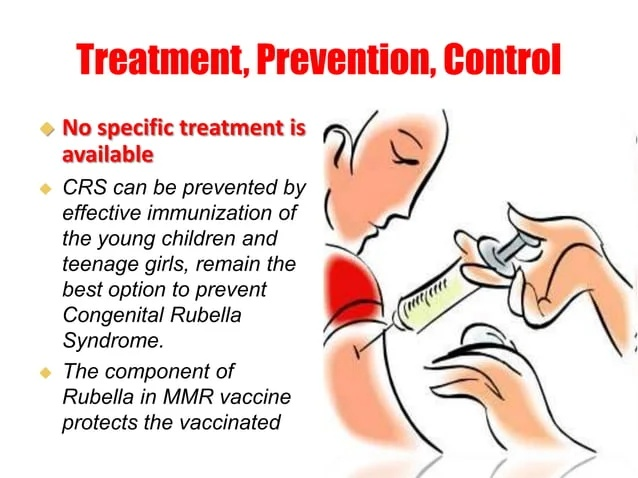 Treatment, Prevention, Control
No specific treatment is
available
CRS can be prevented by
effective immunization of
the young children and
teenage girls, remain the
best option to prevent
Congenital Rubella
Syndrome.
The component of
Rubella in MMR vaccine
protects the vaccinated